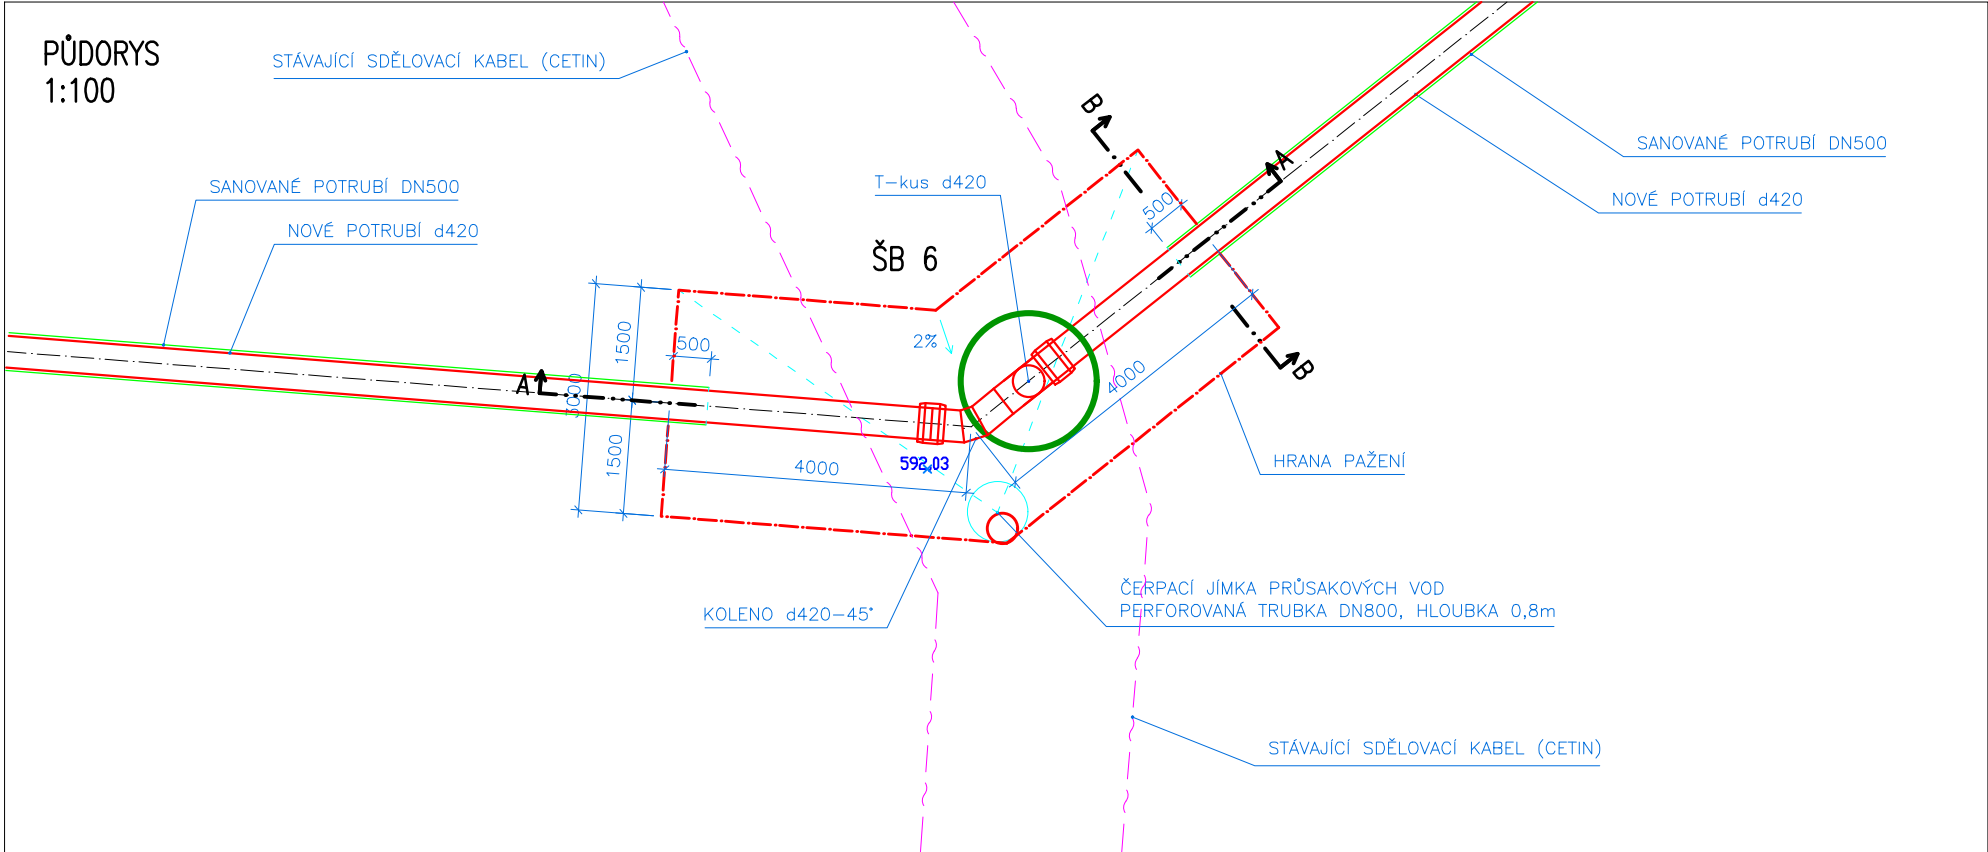 PŮDORYS
1:100
STÁVAJÍCÍ SDĚLOVACÍ KABEL (CETIN)
SANOVANÉ POTRUBÍ DN500
NOVÉ POTRUBÍ d420
T-kus d420
ŠB 6
B
A
500
SANOVANÉ POTRUBÍ DN500
NOVÉ POTRUBÍ d420
2%
1500
500
3000
A
1500
4000
592,03
4000
B
HRANA PAŽENÍ
KOLENO d420-45°
ČERPACÍ JÍMKA PRŮSAKOVÝCH VOD
PERFOROVANÁ TRUBKA DN800, HLOUBKA 0,8m
STÁVAJÍCÍ SDĚLOVACÍ KABEL (CETIN)